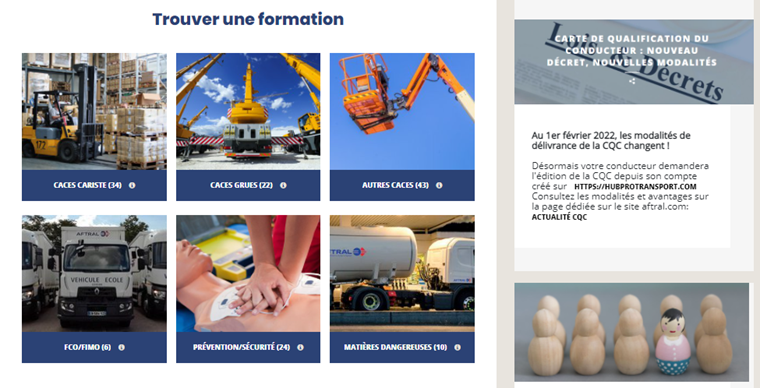 Trouver une formation
177
CACES CARISTE (34)
CACES GRUES (22)
AUTRES CACES (43)
AFTRAL
VEHICULE ECOLE
FCO/FIMO (6)
PRÉVENTION/SÉCURITÉ (24)
AFTRAL
MATIÈRES DANGEREUSES (10)
CARTE DE QUALIFICATION DU
CONDUCTEUR : NOUVEAU
DÉCRET, NOUVELLES MODALITÉS
Décrets
Au 1er février 2022, les modalités de
délivrance de la CQC changent !
Désormais votre conducteur demandera
l'édition de la CQC depuis son compte
créé sur HTTPS://HUBPROTRANSPORT.COM
Consultez les modalités et avantages sur
la page dédiée sur le site aftral.com:
ACTUALITÉ CQC